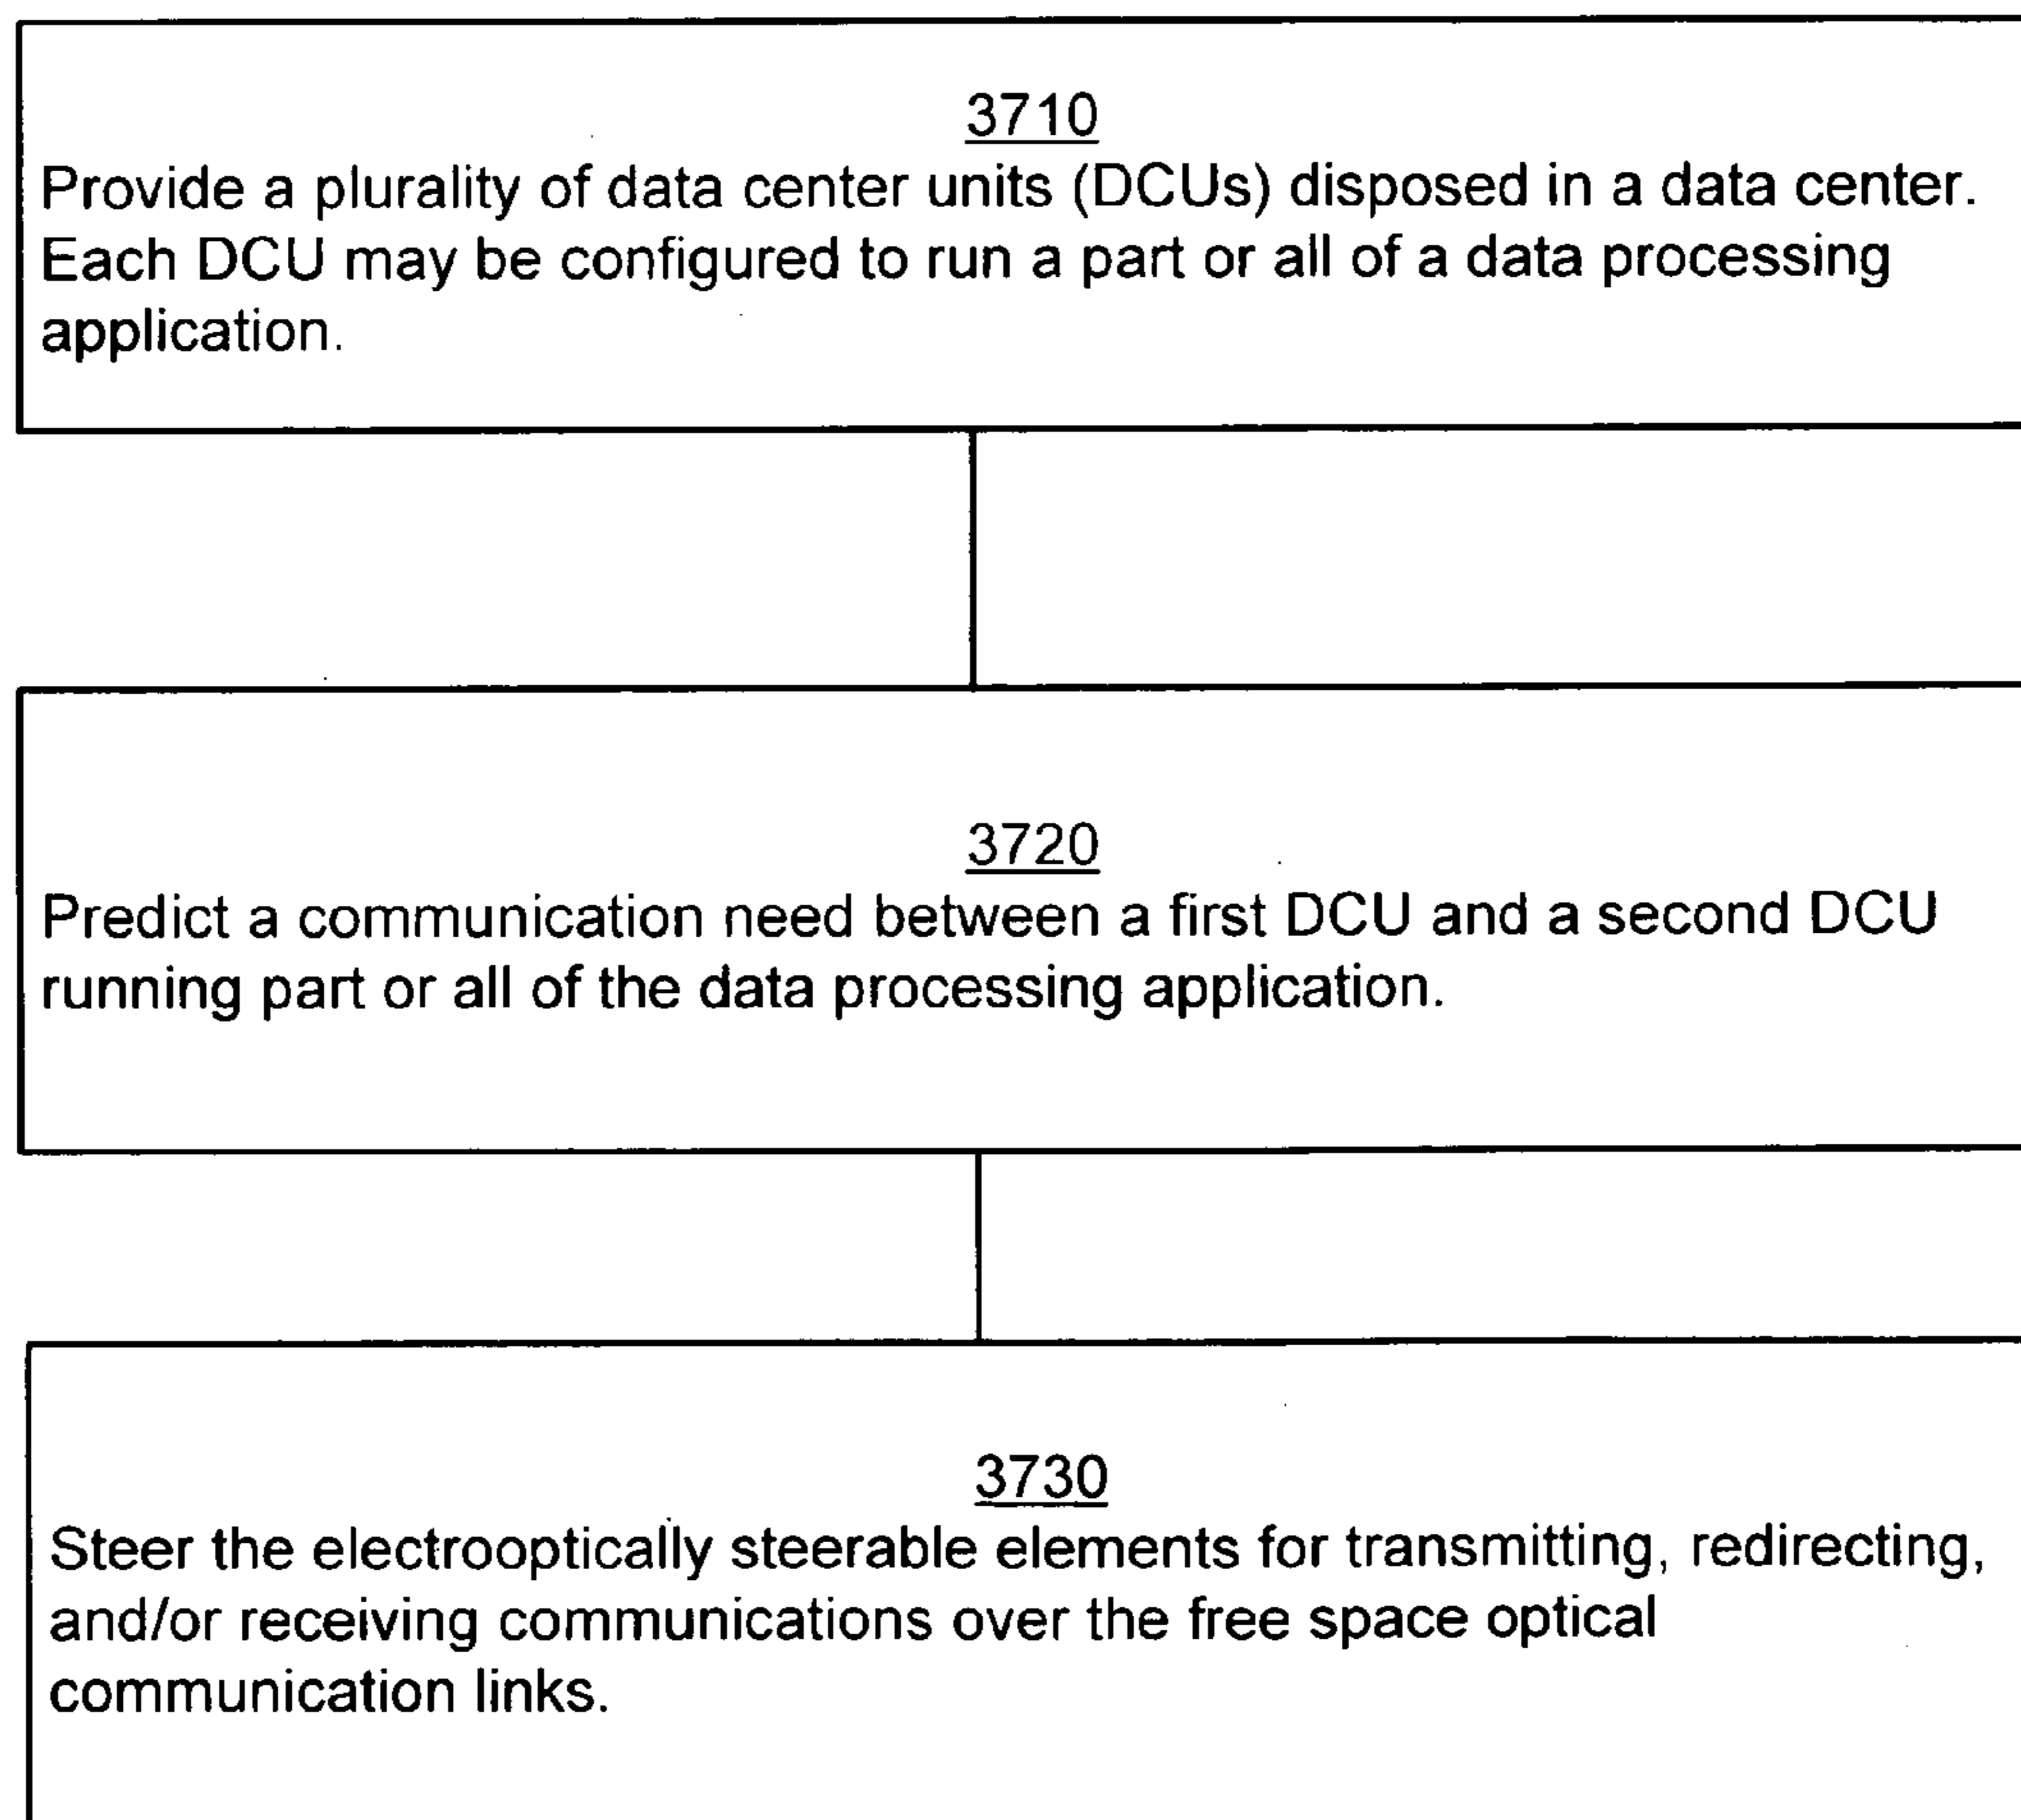 3710
Provide a plurality of data center units (DCUs) disposed in a data center.
Each DCU may be configured to run a part or all of a data processing
application.
3720
Predict a communication need between a first DCU and a second DCU
running part or all of the data processing application.
3730
Steer the electrooptically steerable elements for transmitting, redirecting,
and/or receiving communications over the free space optical
communication links.